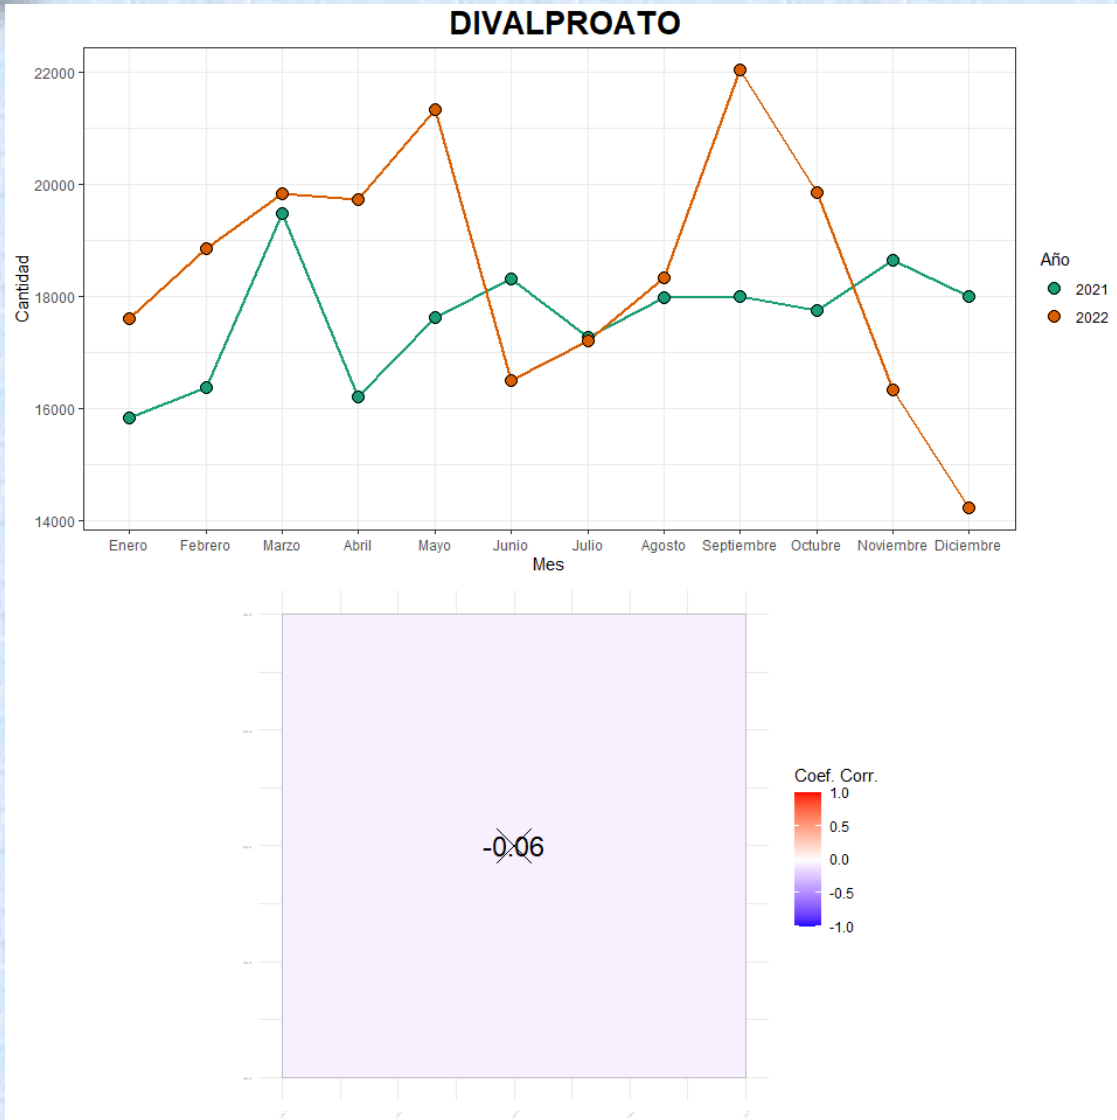 DIVALPROATO
22000
20000
18000
16000
14000
Cantidad
Enero Febrero Marzo Abril Mayo Junio Julio Agosto Septiembre Octubre Noviembre Diciembre
Mes
Año
2021
2022
-0.06
Coef. Corr.
1.0
0.5
0.0
-0.5
-1.0